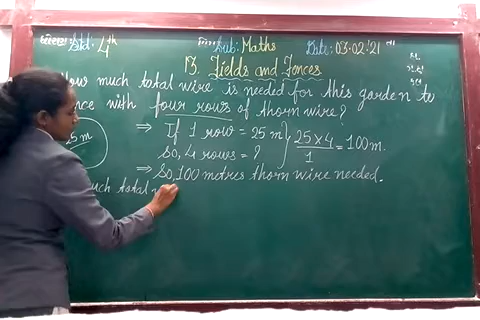 Std: 4th Sub: Maths Date: 03.02.'21
13. Fields and Fences
How much total wire is needed for this garden to
ence with four rows of thorn wire?
25 m
⇒ If 1 row = 25 m
So, 4 rows = ?
} 25 × 4 / 1 = 100 m.
⇒ So, 100 metres thorn wire needed.
uch total